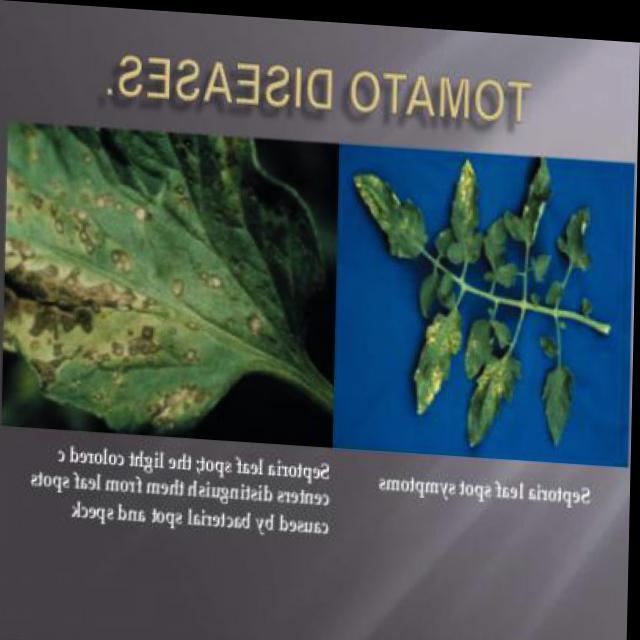 TOMATO DISEASES.
Septoria leaf spot symptoms
Septoria leaf spot; the light colored c
centers distinguish them from leaf spots
caused by bacterial spot and speck